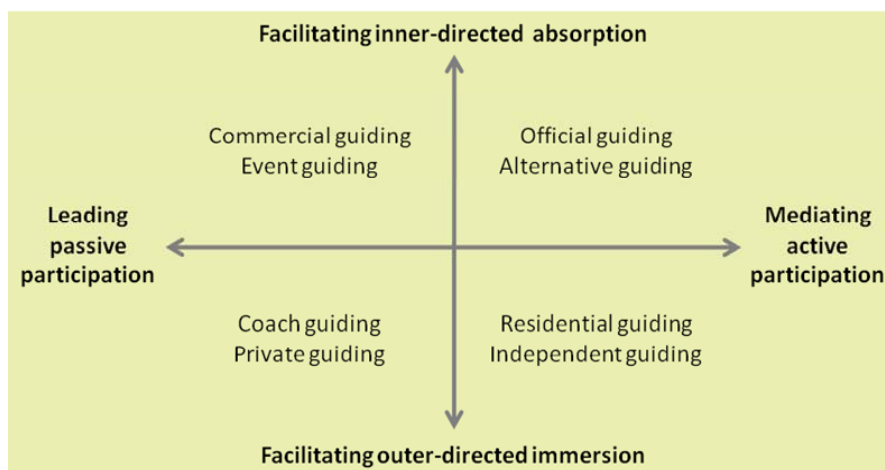 Facilitating inner-directed absorption
Commercial guiding
Event guiding
Official guiding
Alternative guiding
Leading
passive
participation
Mediating
active
participation
Coach guiding
Private guiding
Residential guiding
Independent guiding
Facilitating outer-directed immersion